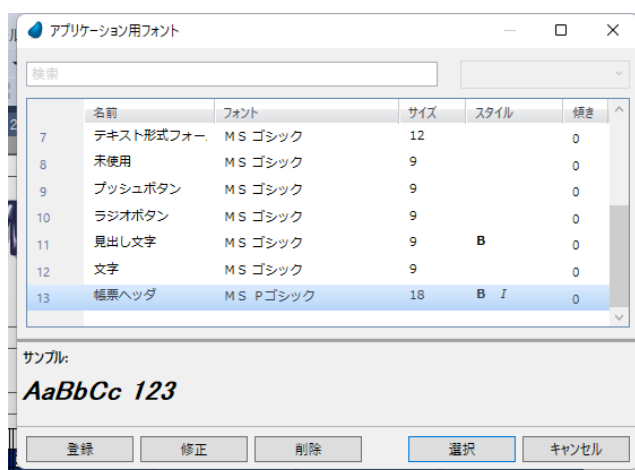 アプリケーション用フォント
検索
名前 フォント サイズ スタイル 傾き
7 テキスト形式フォー. MS ゴシック 12 0
8 未使用 MS ゴシック 9 0
9 プッシュボタン MS ゴシック 9 0
10 ラジオボタン MS ゴシック 9 0
11 見出し文字 MS ゴシック 9 B 0
12 文字 MS ゴシック 9 0
13 帳票ヘッダ MS Pゴシック 18 B I 0
サンプル:
AaBbCc 123
登録 修正 削除 選択 キャンセル